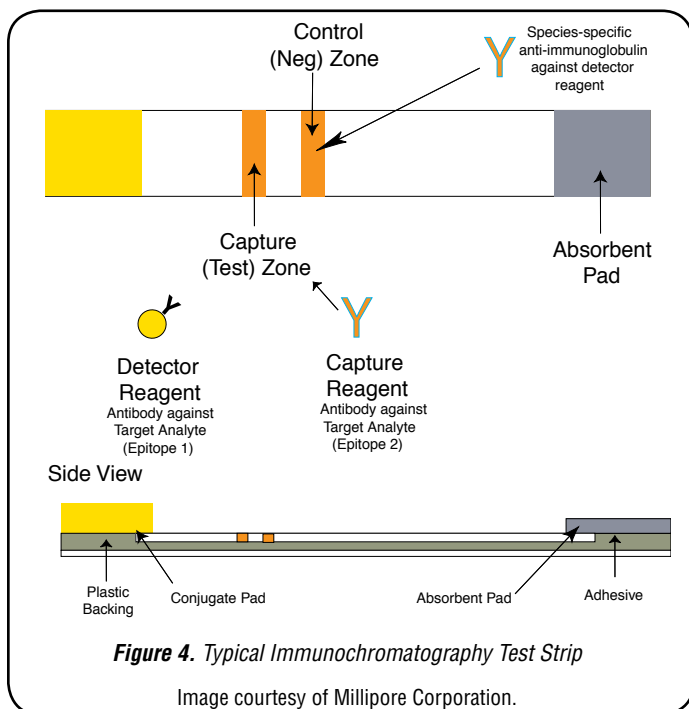 Control
(Neg) Zone
Species-specific
anti-immunoglobulin
against detector
reagent
Capture
(Test) Zone
Absorbent
Pad
Detector
Reagent
Antibody against
Target Analyte
(Epitope 1)
Capture
Reagent
Antibody against
Target Analyte
(Epitope 2)
Side View
Plastic
Backing
Conjugate Pad
Absorbent Pad
Adhesive
Figure 4. Typical Immunochromatography Test Strip
Image courtesy of Millipore Corporation.